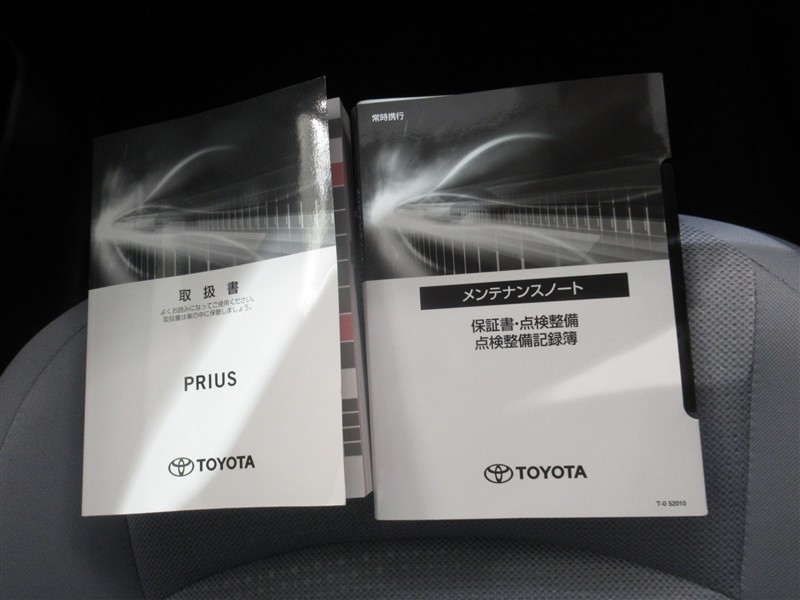 取扱書
よくお読みになってご使用ください。
取扱書は車の中に保管しましょう。
PRIUS
TOYOTA
常時携行
メンテナンスノート
保証書・点検整備
点検整備記録簿
TOYOTA
T-0 52010